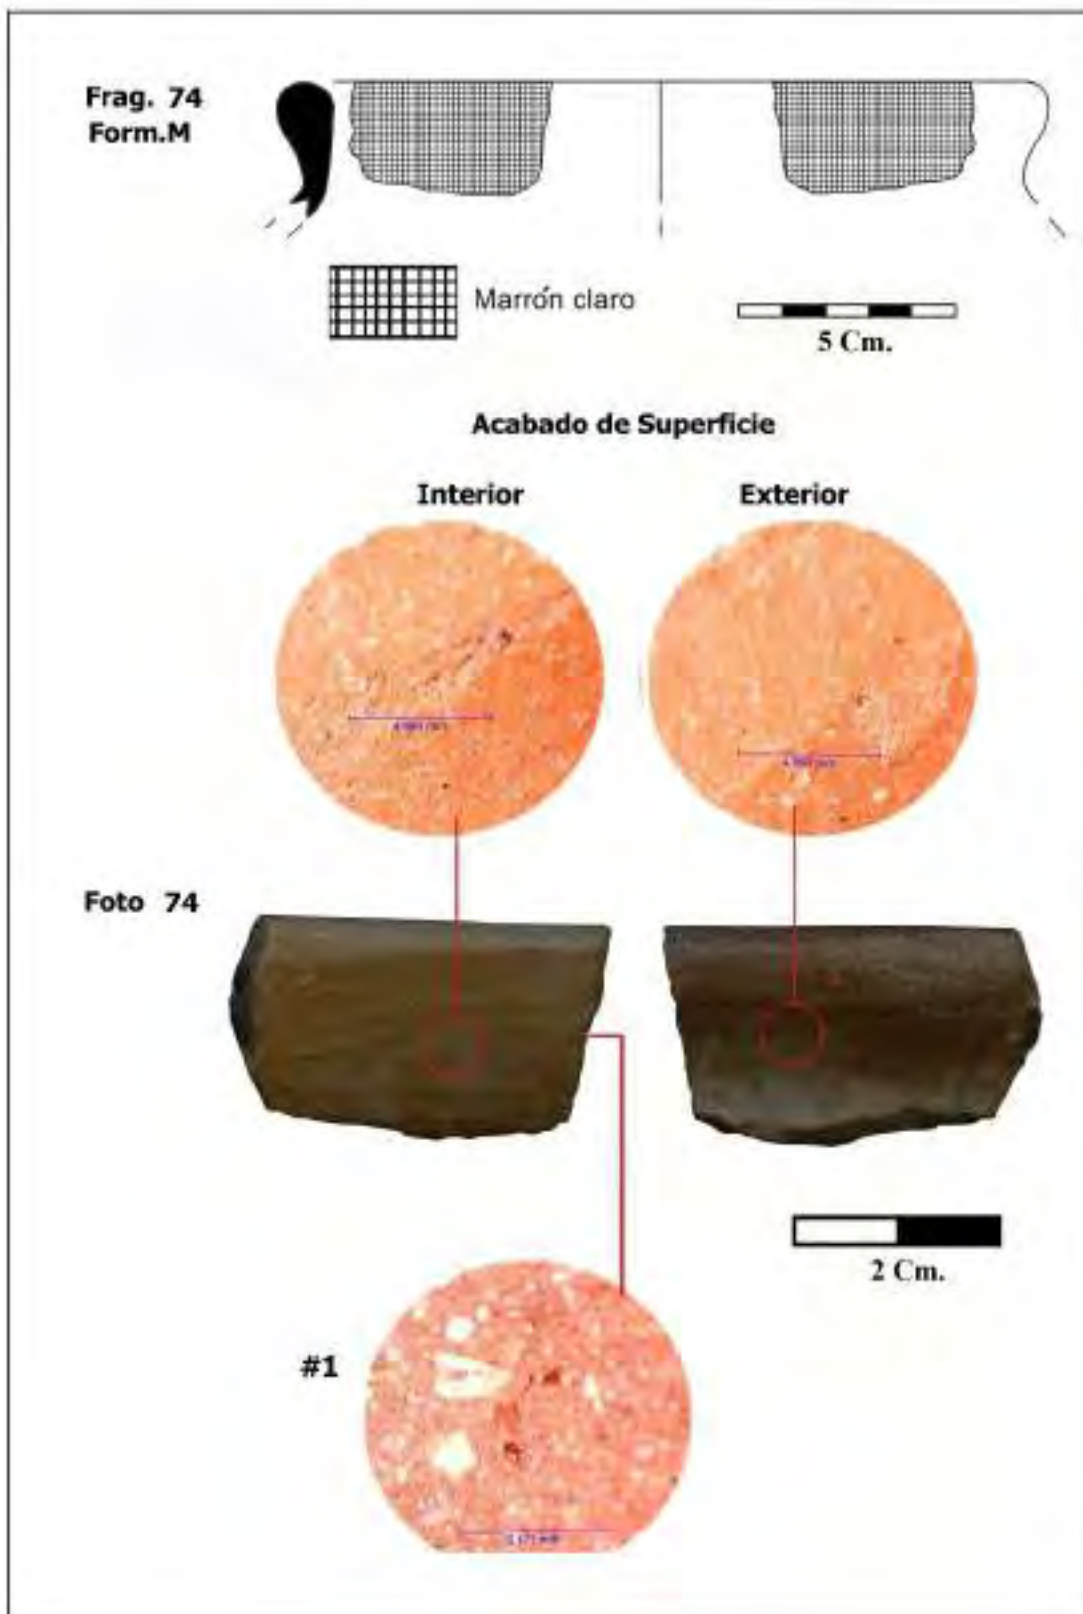 Frag. 74
Form.M
Marrón claro
5 Cm.
Acabado de Superficie
Interior Exterior
Foto 74
2 Cm.
#1